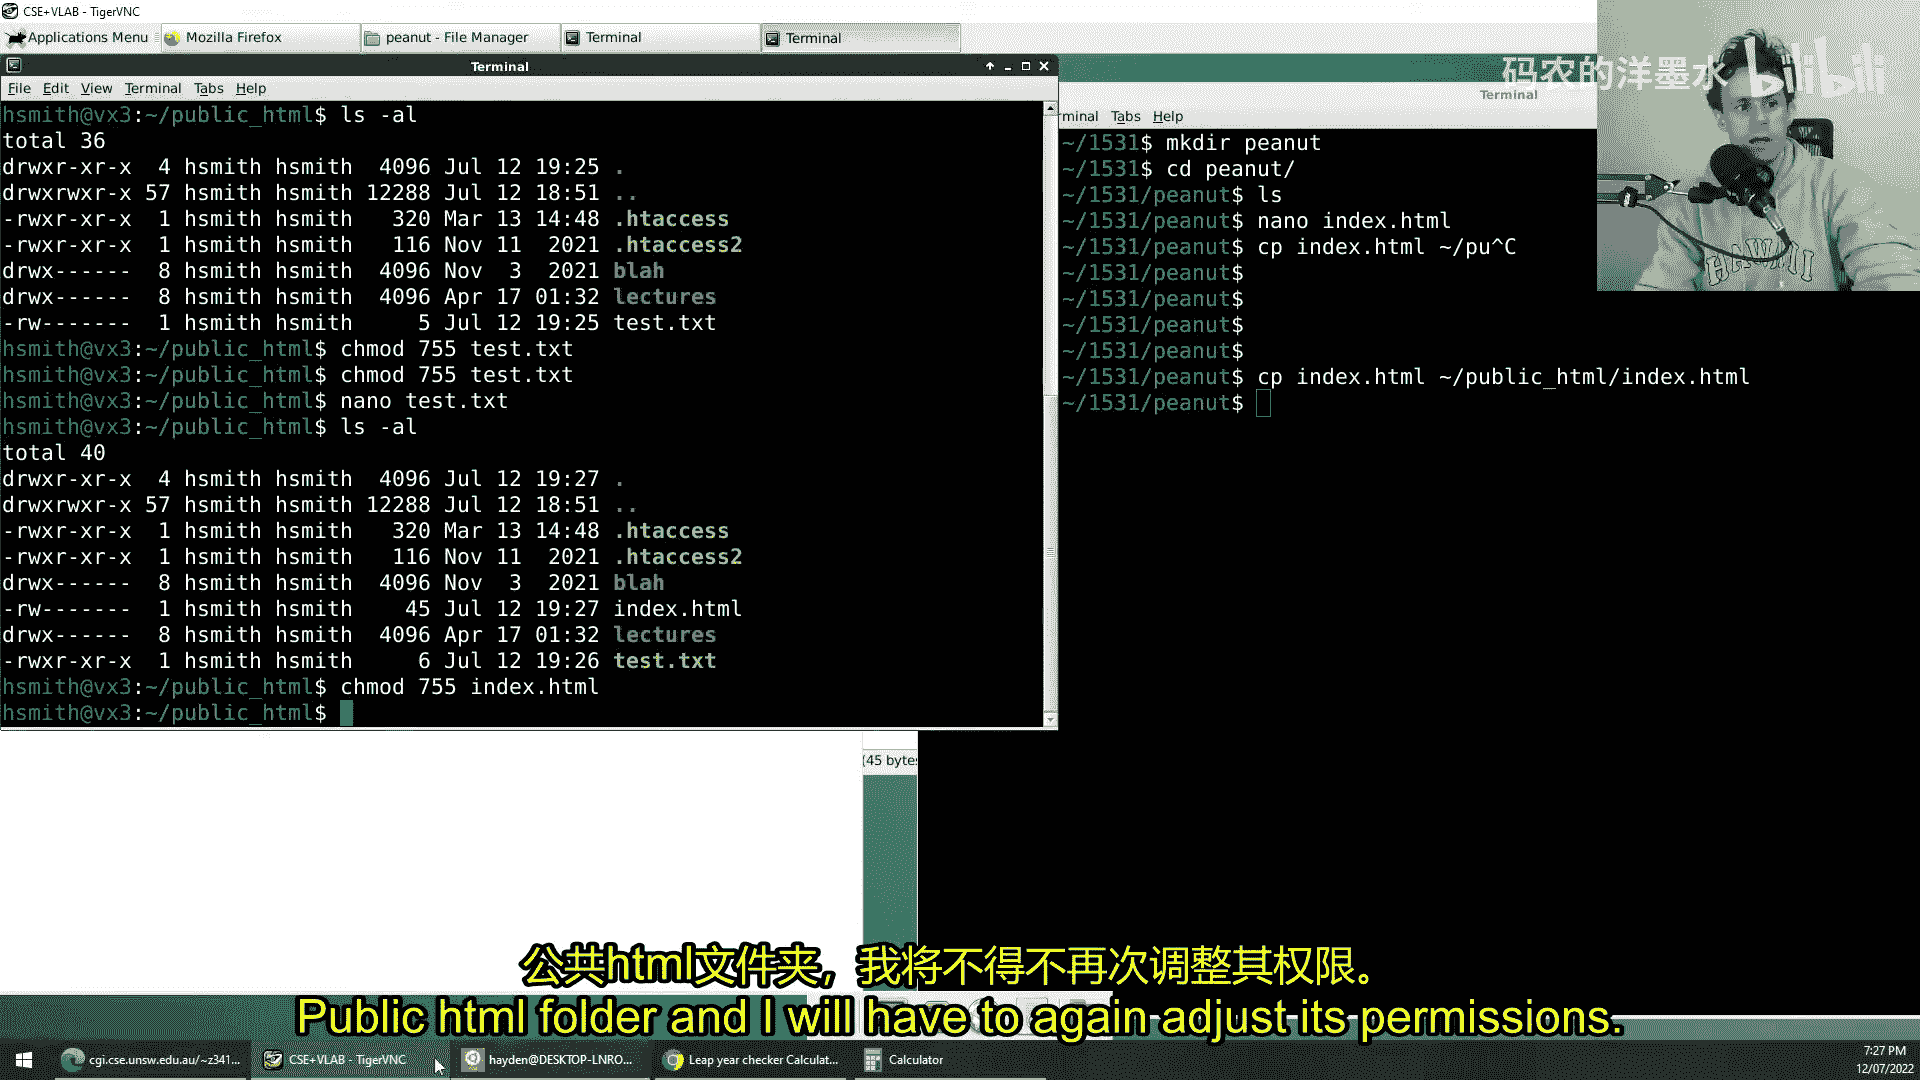 CSE+VLAB - TigerVNC
Applications Menu
Mozilla Firefox
peanut - File Manager
Terminal
Terminal
Terminal
File Edit View Terminal Tabs Help
hsmith@vx3:~/public_html$ ls -al
total 36
drwxr-xr-x 4 hsmith hsmith 4096 Jul 12 19:25 .
drwxrwxr-x 57 hsmith hsmith 12288 Jul 12 18:51 ..
-rwxr-xr-x 1 hsmith hsmith 320 Mar 13 14:48 .htaccess
-rwxr-xr-x 1 hsmith hsmith 116 Nov 11 2021 .htaccess2
drwx------ 8 hsmith hsmith 4096 Nov 3 2021 blah
drwx------ 8 hsmith hsmith 4096 Apr 17 01:32 lectures
-rw------- 1 hsmith hsmith 5 Jul 12 19:25 test.txt
hsmith@vx3:~/public_html$ chmod 755 test.txt
hsmith@vx3:~/public_html$ chmod 755 test.txt
hsmith@vx3:~/public_html$ nano test.txt
hsmith@vx3:~/public_html$ ls -al
total 40
drwxr-xr-x 4 hsmith hsmith 4096 Jul 12 19:27 .
drwxrwxr-x 57 hsmith hsmith 12288 Jul 12 18:51 ..
-rwxr-xr-x 1 hsmith hsmith 320 Mar 13 14:48 .htaccess
-rwxr-xr-x 1 hsmith hsmith 116 Nov 11 2021 .htaccess2
drwx------ 8 hsmith hsmith 4096 Nov 3 2021 blah
-rw------- 1 hsmith hsmith 45 Jul 12 19:27 index.html
drwx------ 8 hsmith hsmith 4096 Apr 17 01:32 lectures
-rwxr-xr-x 1 hsmith hsmith 6 Jul 12 19:26 test.txt
hsmith@vx3:~/public_html$ chmod 755 index.html
hsmith@vx3:~/public_html$
Terminal
minal Tabs Help
~/1531$ mkdir peanut
~/1531$ cd peanut/
~/1531/peanut$ ls
~/1531/peanut$ nano index.html
~/1531/peanut$ cp index.html ~/pu^C
~/1531/peanut$
~/1531/peanut$
~/1531/peanut$
~/1531/peanut$
~/1531/peanut$ cp index.html ~/public_html/index.html
~/1531/peanut$
码农的洋墨水 bilibili
HAWAII
(45 bytes
公共html文件夹，我将不得不再次调整其权限。
Public html folder and I will have to again adjust its permissions.
cgi.cse.unsw.edu.au/~z341...
CSE+VLAB - TigerVNC
hayden@DESKTOP-LNRO...
Leap year checker Calculat...
Calculator
7:27 PM
12/07/2022